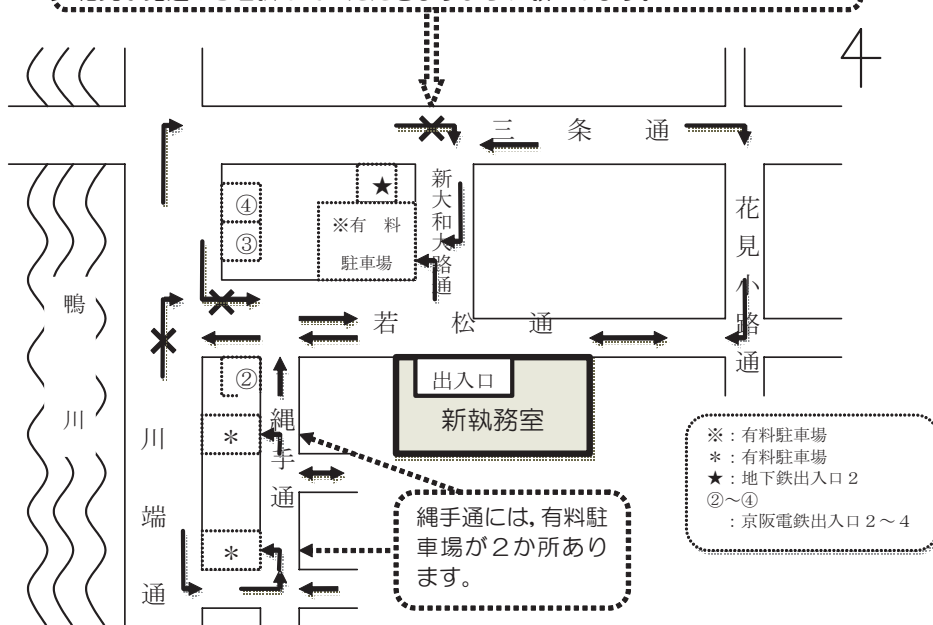 三条通
④
★
新大和大路通
※有 料
駐車場
③
花見小路通
鴨川
若松通
②
出入口
新執務室
縄手通
＊
川端通
＊
※：有料駐車場
＊：有料駐車場
★：地下鉄出入口２
②～④
：京阪電鉄出入口２～４
縄手通には，有料駐
車場が２か所あり
ます。